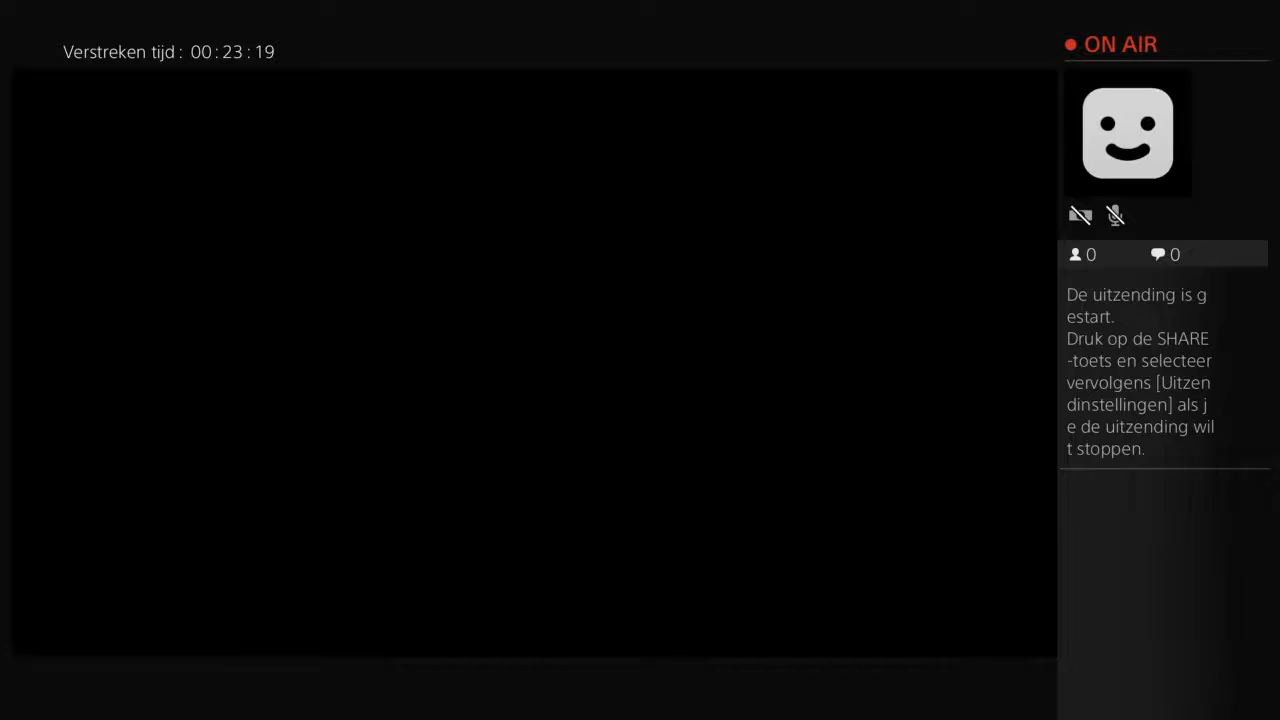 Verstreken tijd: 00:23:19
ON AIR
0 0
De uitzending is g
estart.
Druk op de SHARE
-toets en selecteer
vervolgens [Uitzen
dinstellingen] als j
e de uitzending wil
t stoppen.